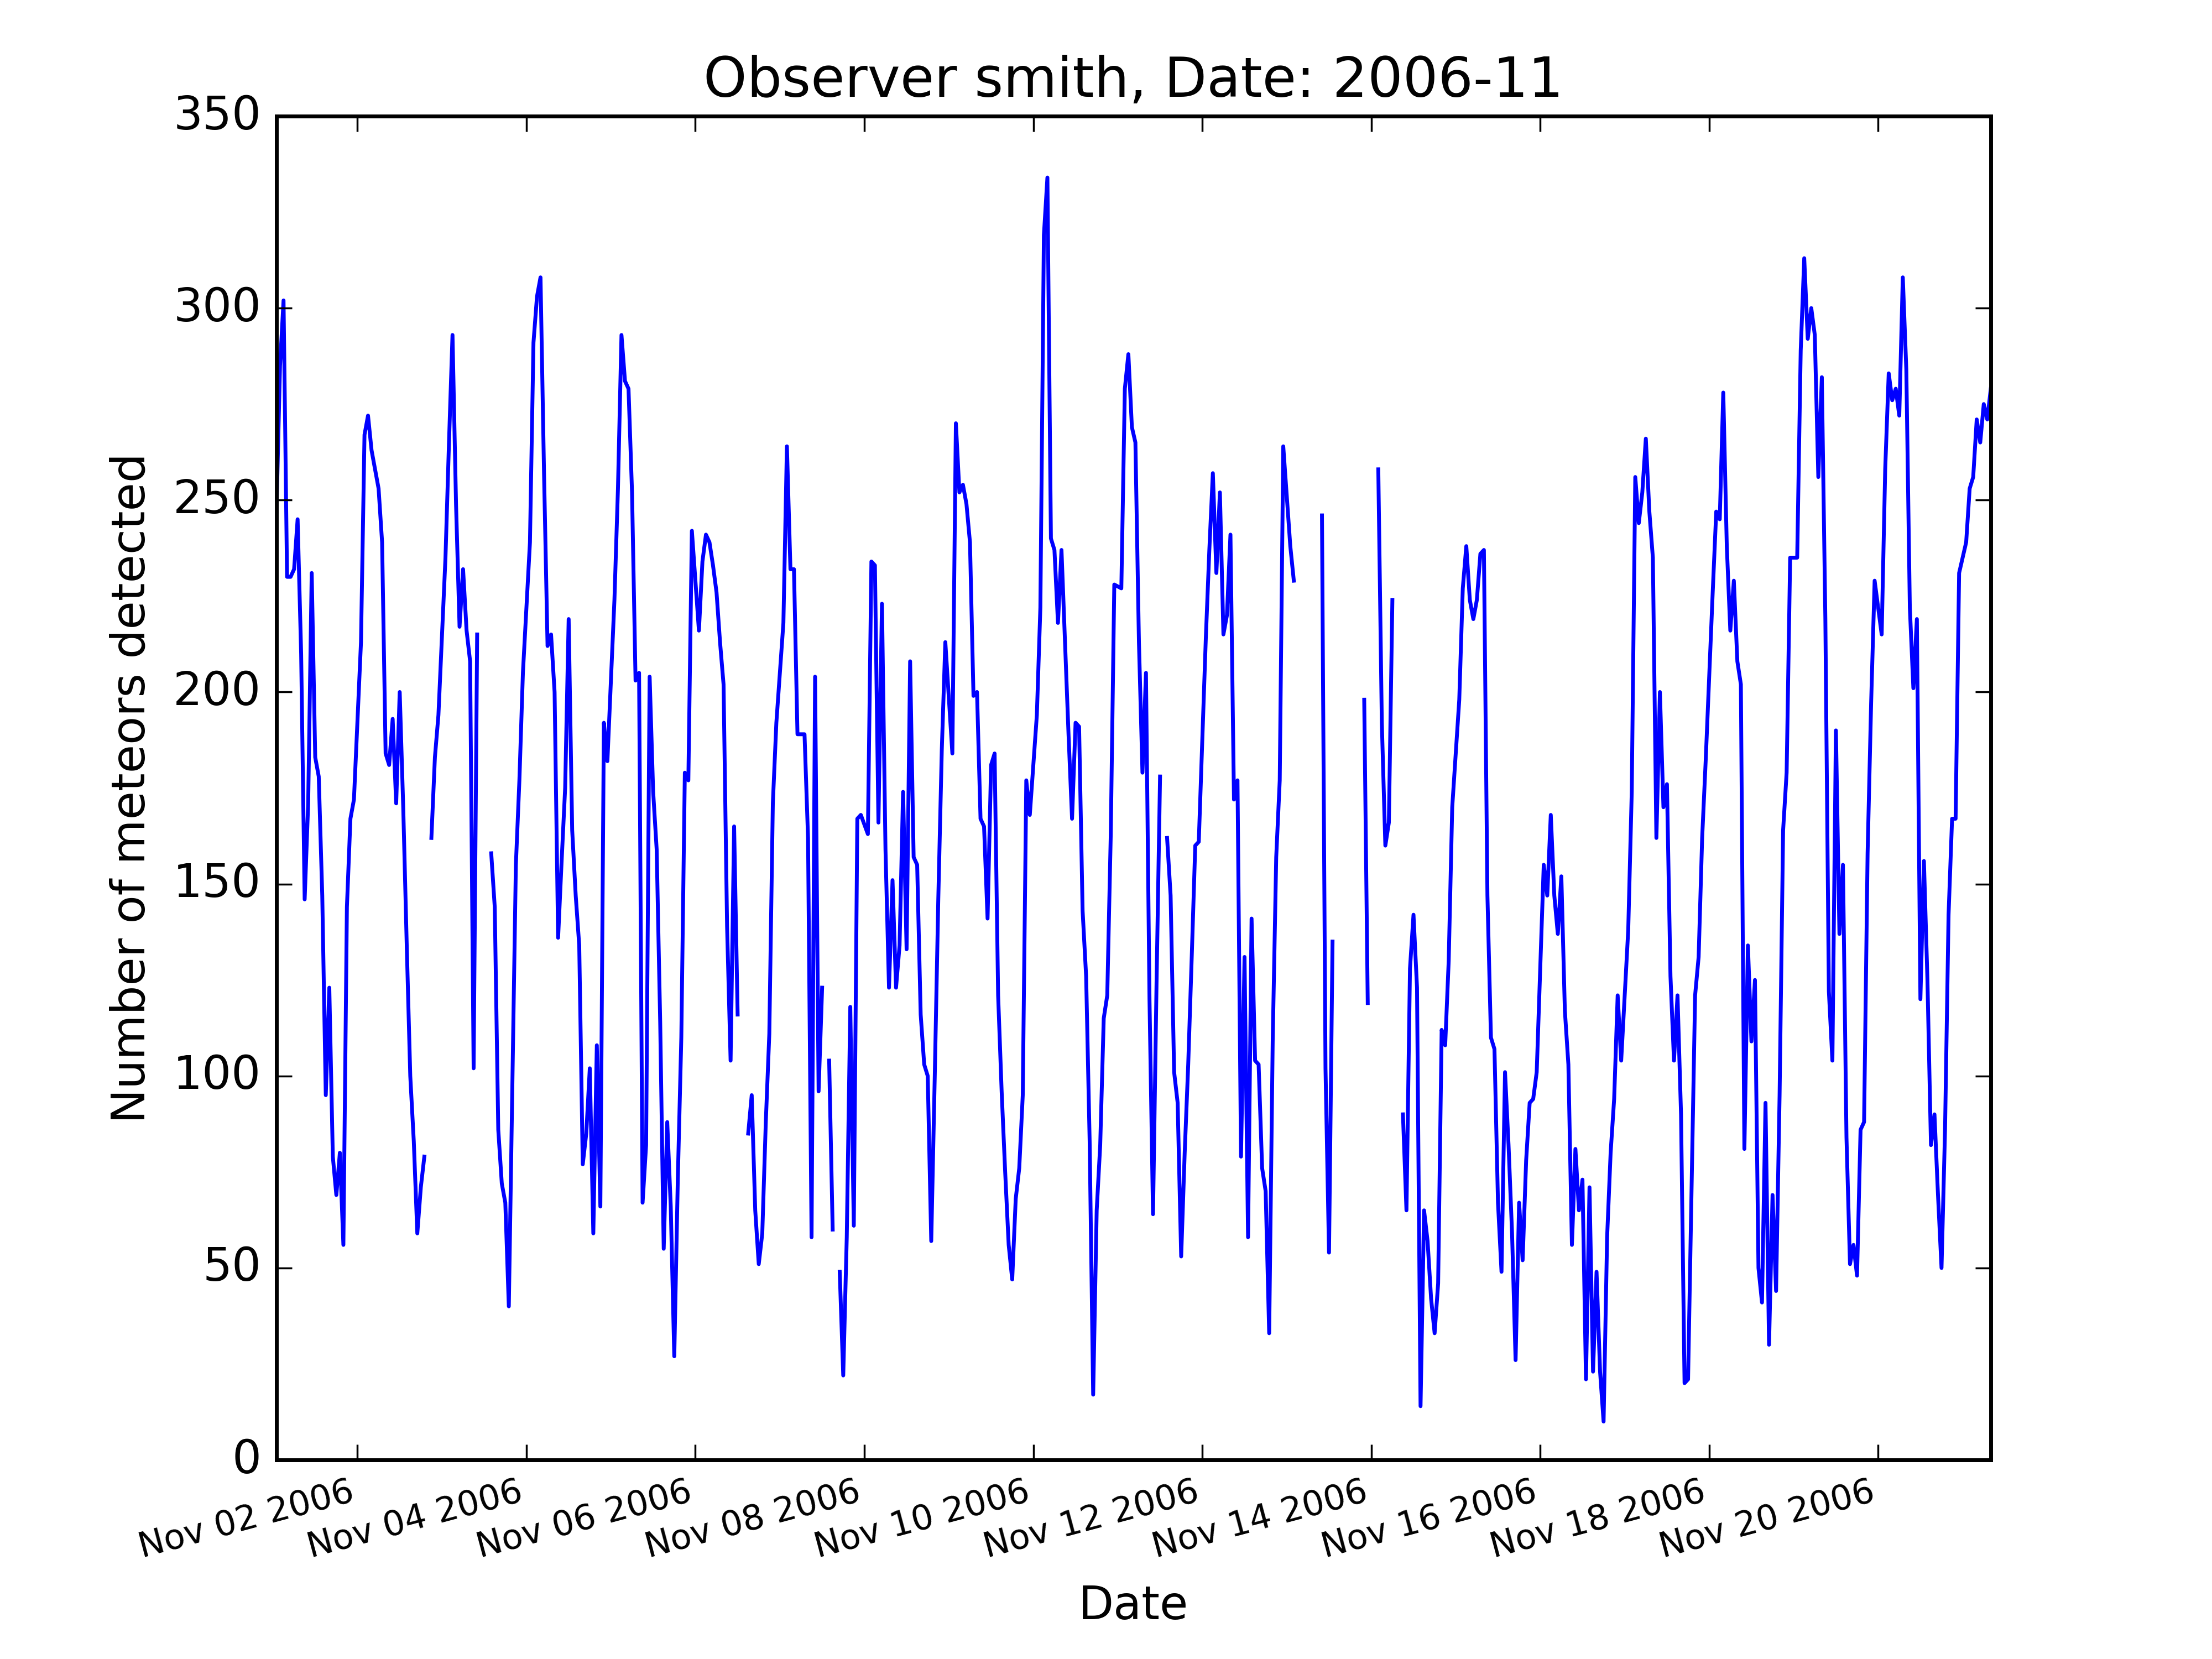 Observer smith, Date: 2006-11
Number of meteors detected
350
300
250
200
150
100
50
0
Nov 02 2006
Nov 04 2006
Nov 06 2006
Nov 08 2006
Nov 10 2006
Nov 12 2006
Nov 14 2006
Nov 16 2006
Nov 18 2006
Nov 20 2006
Date